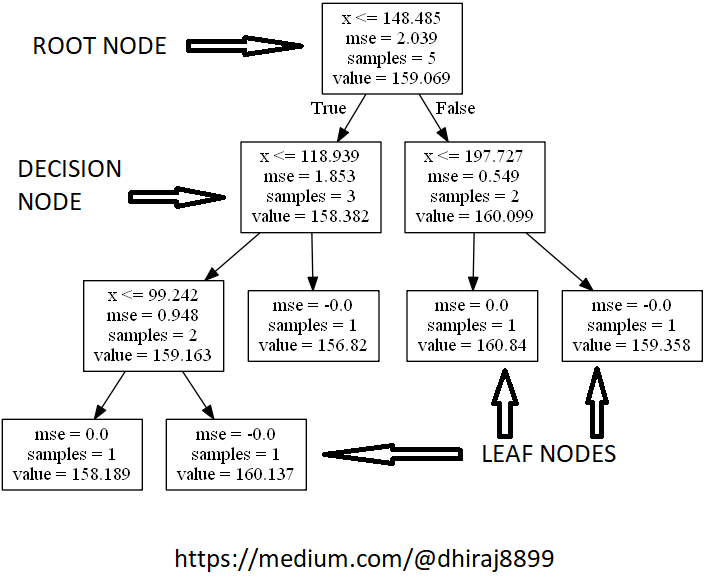 x <= 148.485
mse = 2.039
samples = 5
value = 159.069
ROOT NODE
True
False
x <= 118.939
mse = 1.853
samples = 3
value = 158.382
x <= 197.727
mse = 0.549
samples = 2
value = 160.099
DECISION
NODE
x <= 99.242
mse = 0.948
samples = 2
value = 159.163
mse = -0.0
samples = 1
value = 156.82
mse = 0.0
samples = 1
value = 160.84
mse = -0.0
samples = 1
value = 159.358
mse = 0.0
samples = 1
value = 158.189
mse = -0.0
samples = 1
value = 160.137
LEAF NODES
https://medium.com/@dhiraj8899